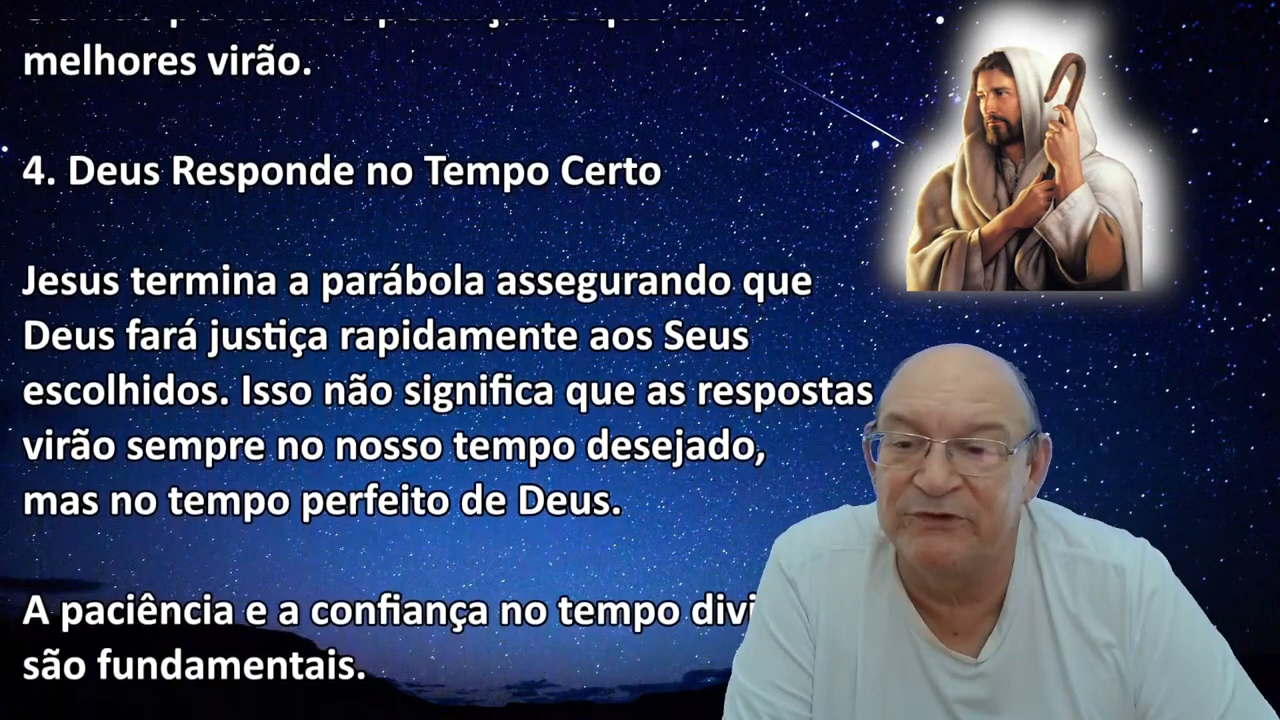 melhores virão.
4. Deus Responde no Tempo Certo
Jesus termina a parábola assegurando que
Deus fará justiça rapidamente aos Seus
escolhidos. Isso não significa que as respostas
virão sempre no nosso tempo desejado,
mas no tempo perfeito de Deus.
A paciência e a confiança no tempo
são fundamentais.